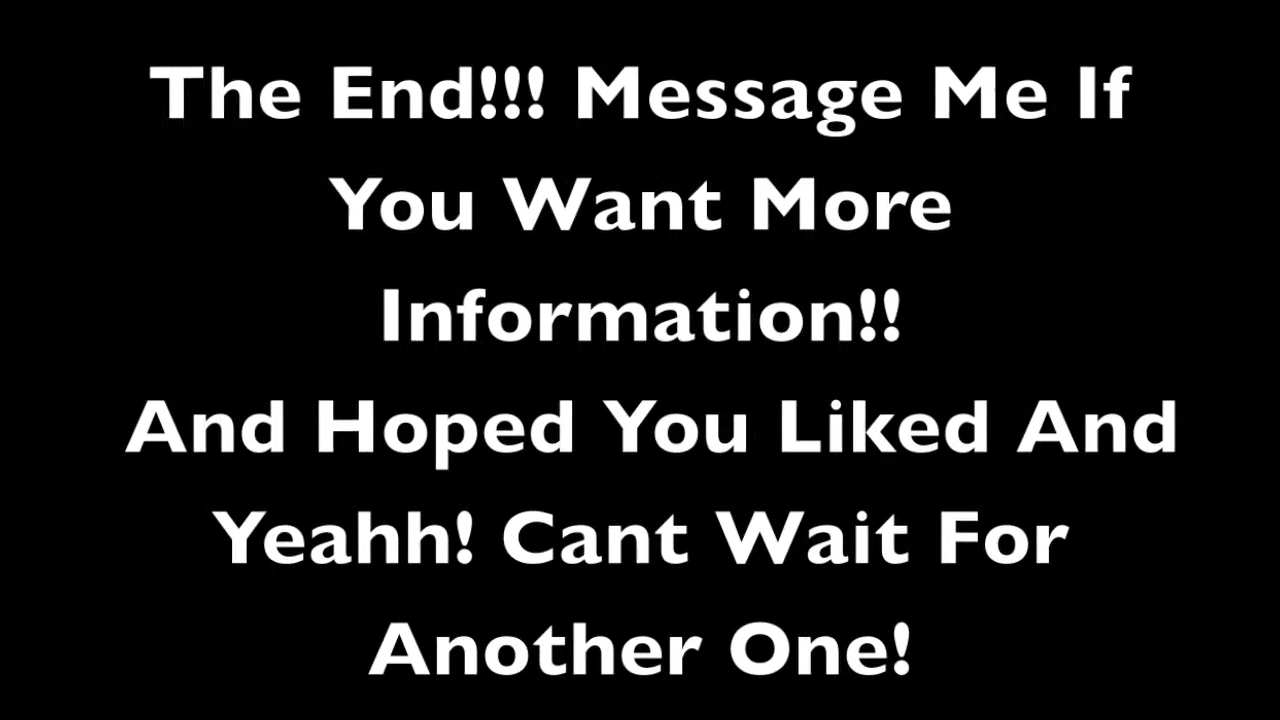 The End!!! Message Me If
You Want More
Information!!
And Hoped You Liked And
Yeahh! Cant Wait For
Another One!